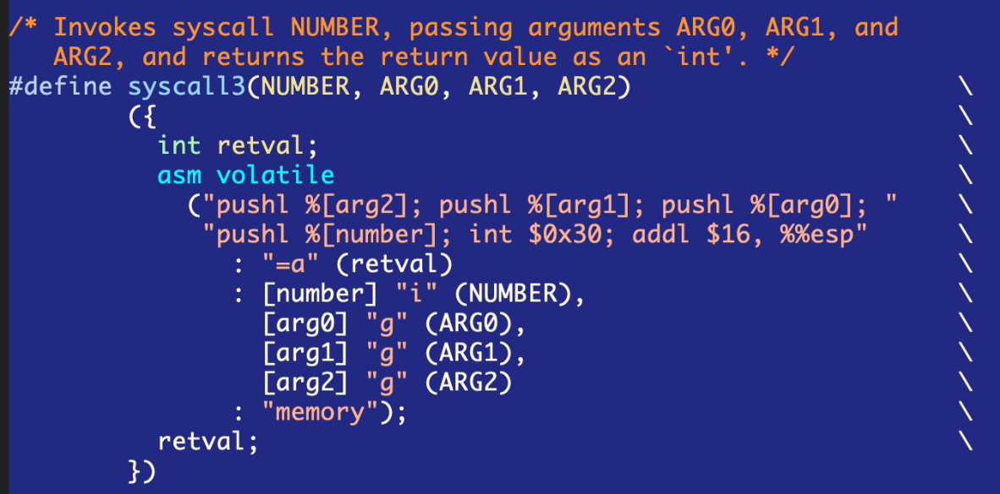 /* Invokes syscall NUMBER, passing arguments ARG0, ARG1, and
   ARG2, and returns the return value as an `int'. */
#define syscall3(NUMBER, ARG0, ARG1, ARG2)                      \
        ({                                                      \
          int retval;                                           \
          asm volatile                                          \
            ("pushl %[arg2]; pushl %[arg1]; pushl %[arg0]; "    \
             "pushl %[number]; int $0x30; addl $16, %%esp"      \
               : "=a" (retval)                                  \
               : [number] "i" (NUMBER),                         \
                 [arg0] "g" (ARG0),                             \
                 [arg1] "g" (ARG1),                             \
                 [arg2] "g" (ARG2)                              \
               : "memory");                                     \
          retval;                                               \
        })